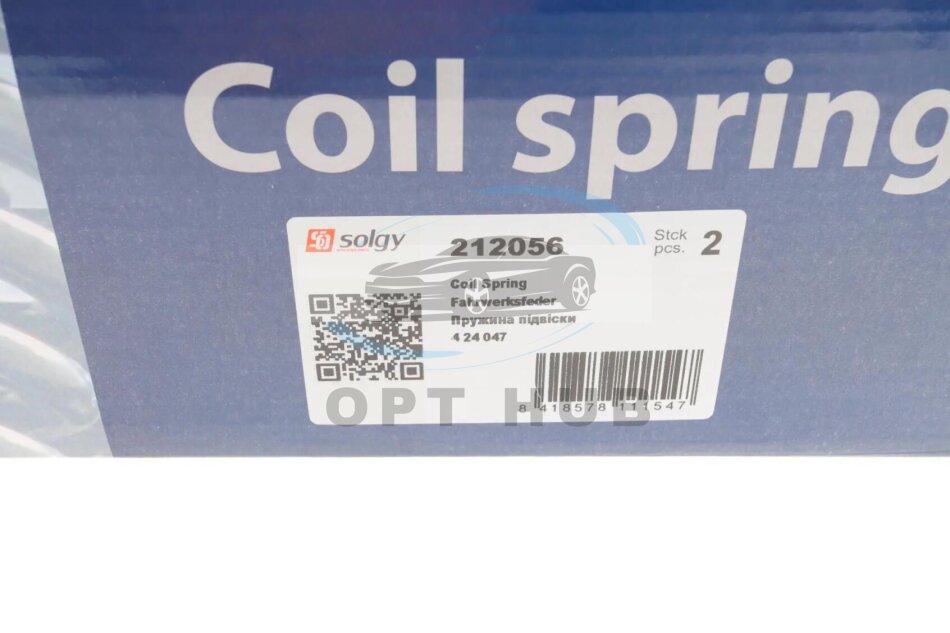 Coil spring
solgy
212056
Stck
pcs. 2
Coil Spring
Fahrwerksfeder
Пружина підвіски
4 24 047
8 418578 111547
OPT HUB